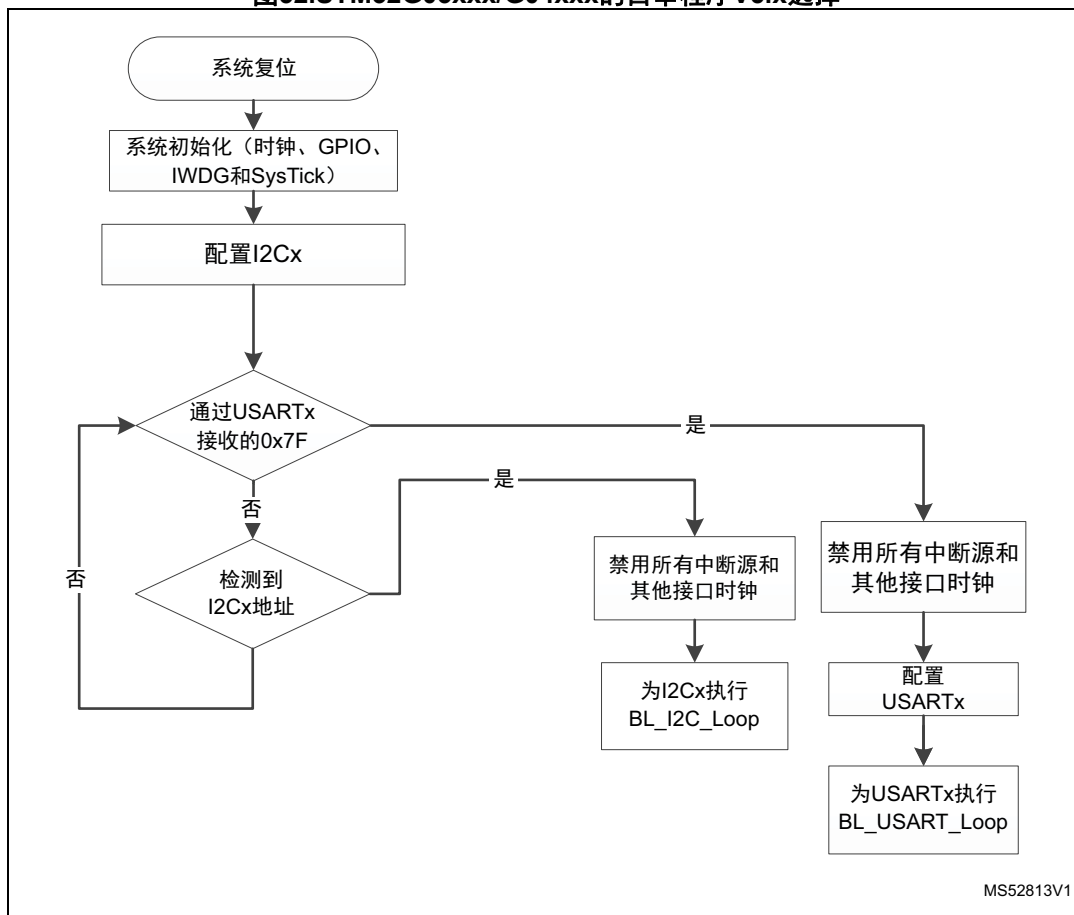 系统复位
系统初始化（时钟、GPIO、
IWDG和SysTick）
配置I2Cx
通过USARTx
接收的0x7F
是
否
是
检测到
I2Cx地址
否
禁用所有中断源和
其他接口时钟
禁用所有中断源和
其他接口时钟
为I2Cx执行
BL_I2C_Loop
配置
USARTx
为USARTx执行
BL_USART_Loop
MS52813V1